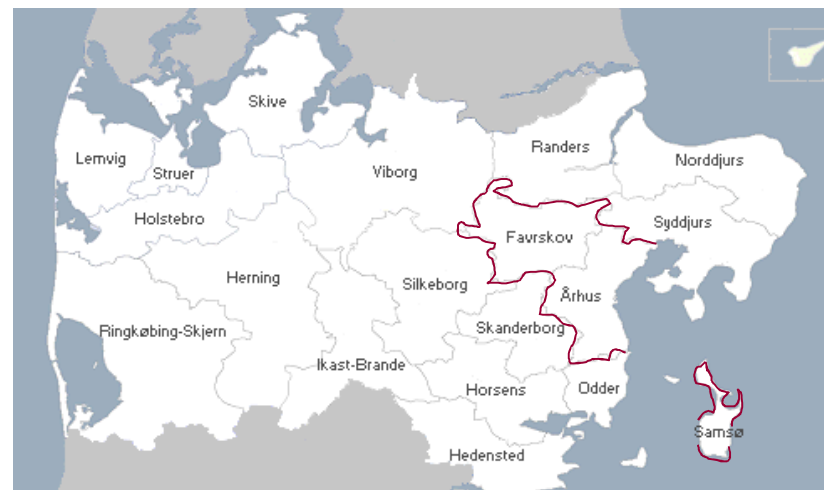 Skive
Randers
Lemvig
Norddjurs
Struer
Viborg
Holstebro
Syddjurs
Favrskov
Herning
Silkeborg
Århus
Ringkøbing-Skjern
Skanderborg
Ikast-Brande
Horsens
Odder
Samsø
Hedensted